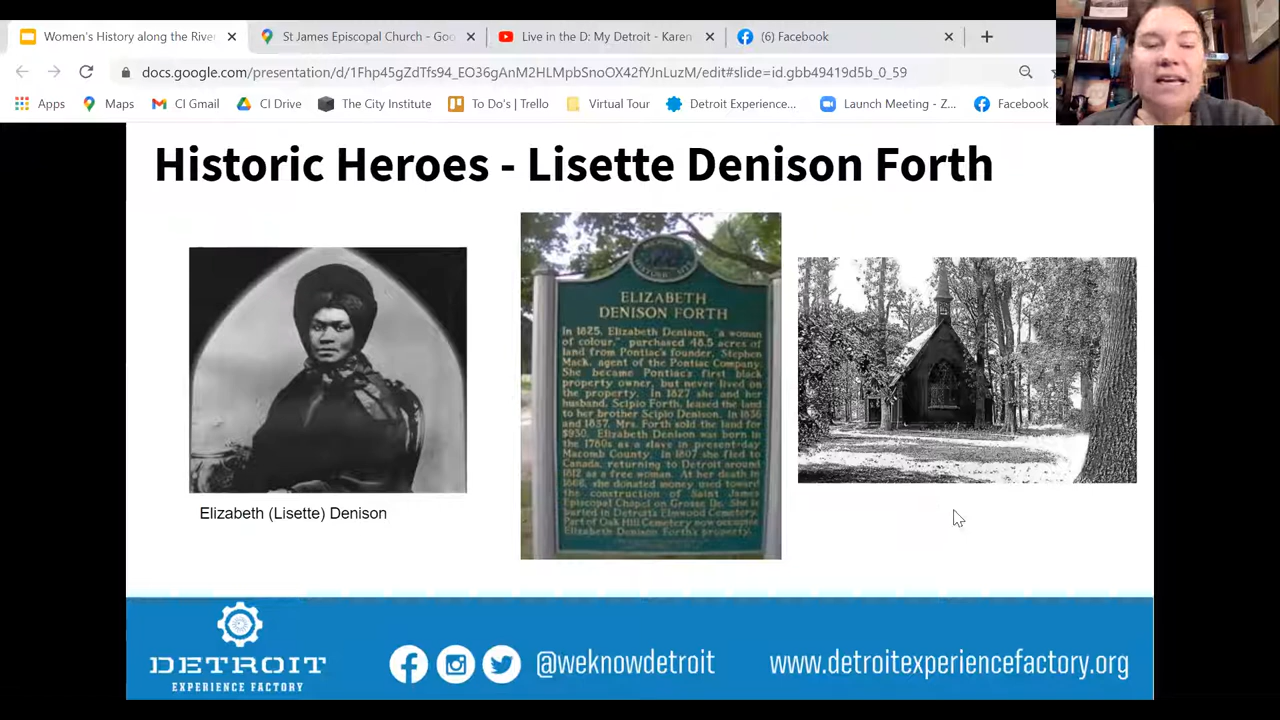 Women's History along the River
St James Episcopal Church - Goo
Live in the D: My Detroit - Karen
(6) Facebook
docs.google.com/presentation/d/1Fhp45gZdTfs94_EO36gAnM2HLMpbSnoOX42fYJnLuzM/edit#slide=id.gbb49419d5b_0_59
Apps
Maps
CI Gmail
CI Drive
The City Institute
To Do's | Trello
Virtual Tour
Detroit Experience...
Launch Meeting - Z...
Facebook
Historic Heroes - Lisette Denison Forth
ELIZABETH
DENISON FORTH
In 1825, Elizabeth Denison, "a woman
of colour," purchased 48.5 acres of
land from Pontiac's founder, Stephen
Mack, agent of the Pontiac Company.
She became Pontiac's first black
property owner, but never lived on
the property. In 1827 she and her
husband, Scipio Forth, leased the land
to her brother Scipio Denison. In 1836
and 1837, Mrs. Forth sold the land for
$930. Elizabeth Denison was born in
the 1780s as a slave in present-day
Macomb County. In 1807 she fled to
Canada, returning to Detroit around
1812 as a free woman. At her death in
1866, she donated money used toward
the construction of Saint James
Episcopal Chapel on Grosse Ile. She is
buried in Detroit's Elmwood Cemetery.
Part of Oak Hill Cemetery now occupies
Elizabeth Denison Forth's property.
Elizabeth (Lisette) Denison
DETROIT
EXPERIENCE FACTORY
@weknowdetroit
www.detroitexperiencefactory.org